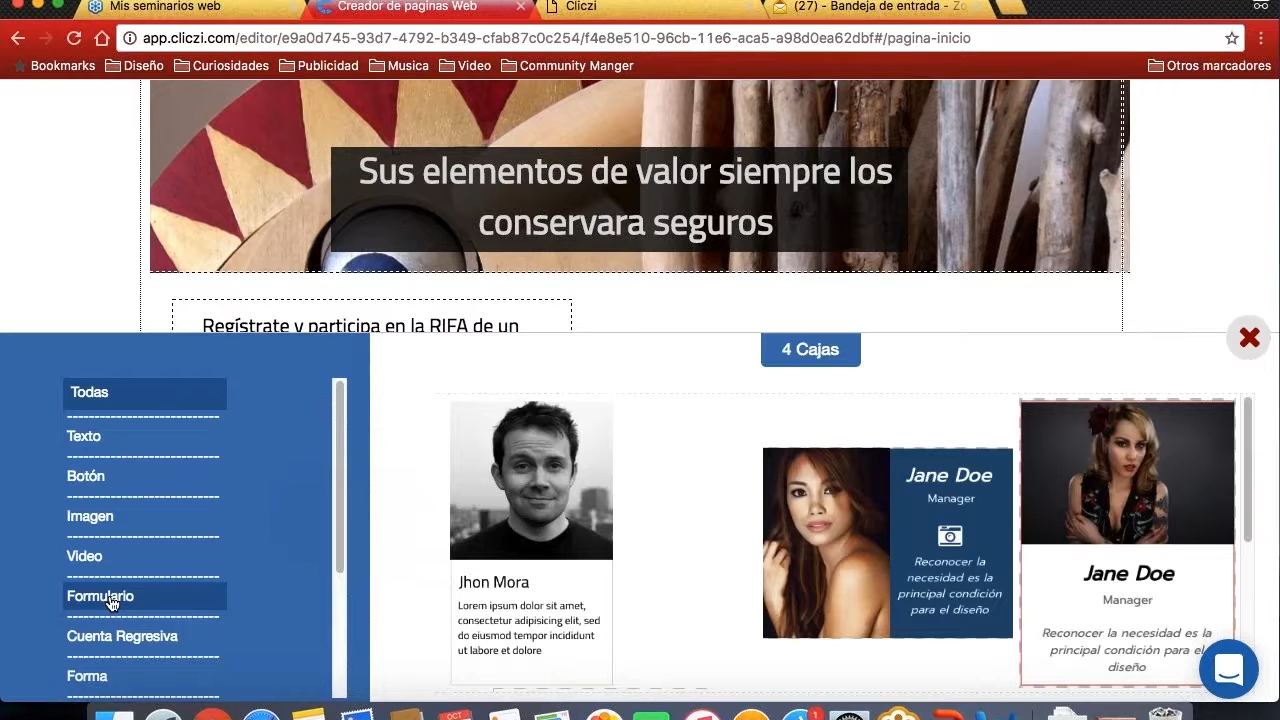 Mis seminarios web
Creador de paginas Web
Cliczi
(27) - Bandeja de entrada - Zo
app.cliczi.com/editor/e9a0d745-93d7-4792-b349-cfab87c0c254/f4e8e510-96cb-11e6-aca5-a98d0ea62dbf#/pagina-inicio
Bookmarks Diseño Curiosidades Publicidad Musica Video Community Manger Otros marcadores
Sus elementos de valor siempre los
conservara seguros
Regístrate y participa en la RIFA de un
4 Cajas
Todas
Texto
Botón
Imagen
Video
Formulario
Cuenta Regresiva
Forma
Jhon Mora
Lorem ipsum dolor sit amet,
consectetur adipisicing elit, sed
do eiusmod tempor incididunt
ut labore et dolore
Jane Doe
Manager
Reconocer la
necesidad es la
principal condición
para el diseño
Jane Doe
Manager
Reconocer la necesidad es la
principal condición para el
diseño
OCT
1